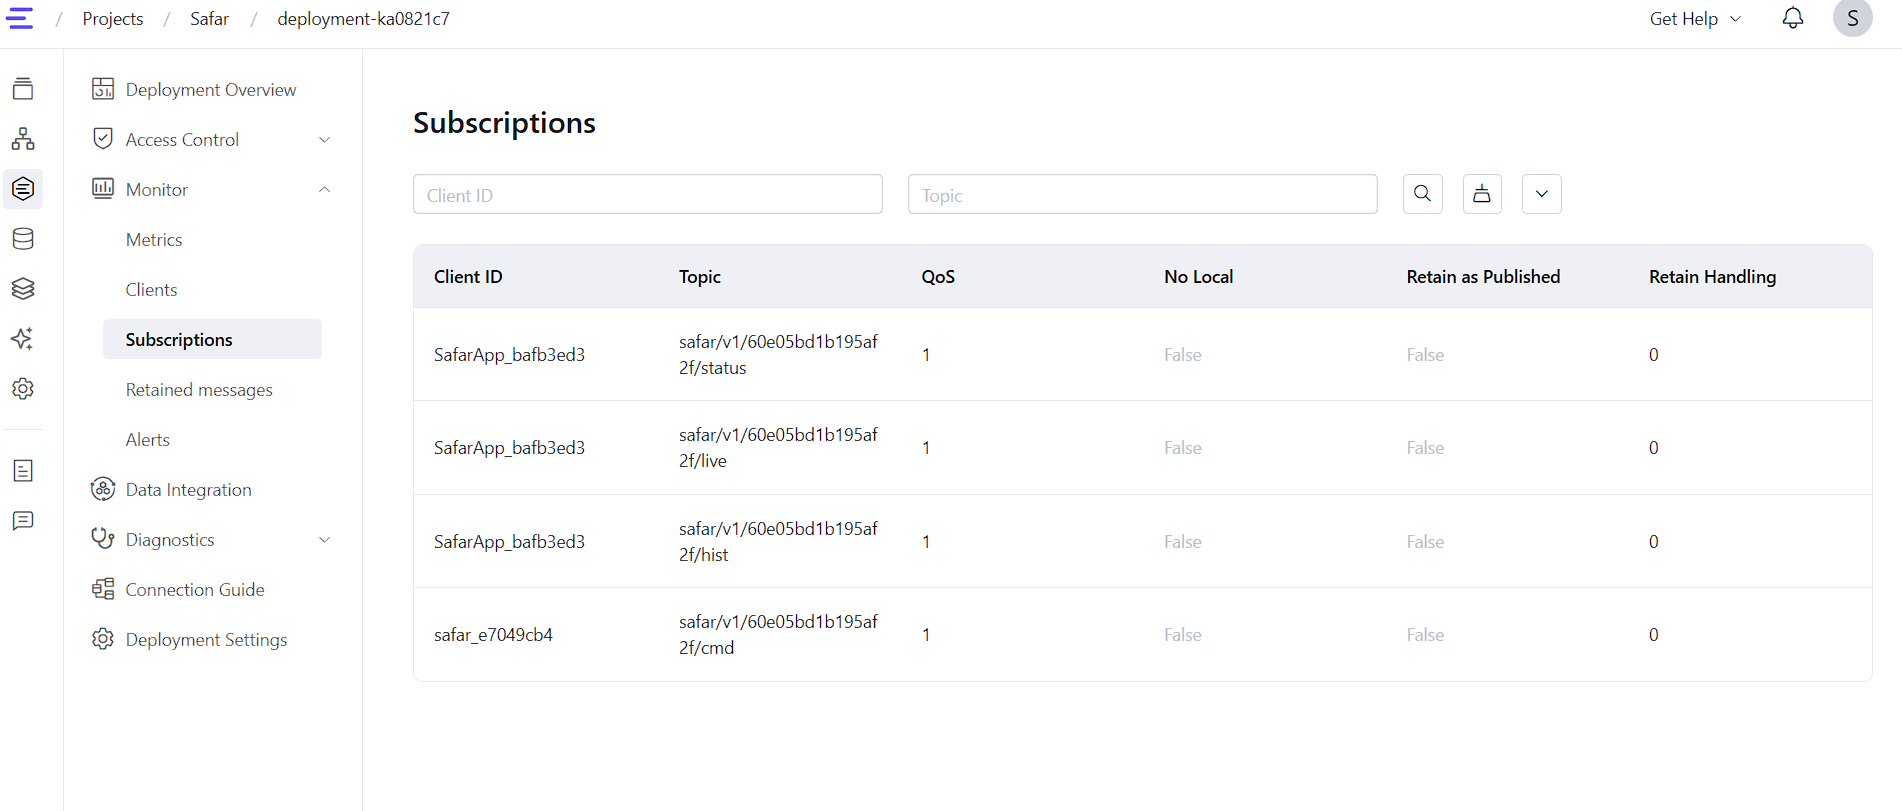 / Projects / Safar / deployment-ka0821c7
Get Help
S
Deployment Overview
Access Control
Monitor
Metrics
Clients
Subscriptions
Retained messages
Alerts
Data Integration
Diagnostics
Connection Guide
Deployment Settings
Subscriptions
Client ID
Topic
Client ID Topic QoS No Local Retain as Published Retain Handling
SafarApp_bafb3ed3 safar/v1/60e05bd1b195af 1 False False 0
2f/status
SafarApp_bafb3ed3 safar/v1/60e05bd1b195af 1 False False 0
2f/live
SafarApp_bafb3ed3 safar/v1/60e05bd1b195af 1 False False 0
2f/hist
safar_e7049cb4 safar/v1/60e05bd1b195af 1 False False 0
2f/cmd